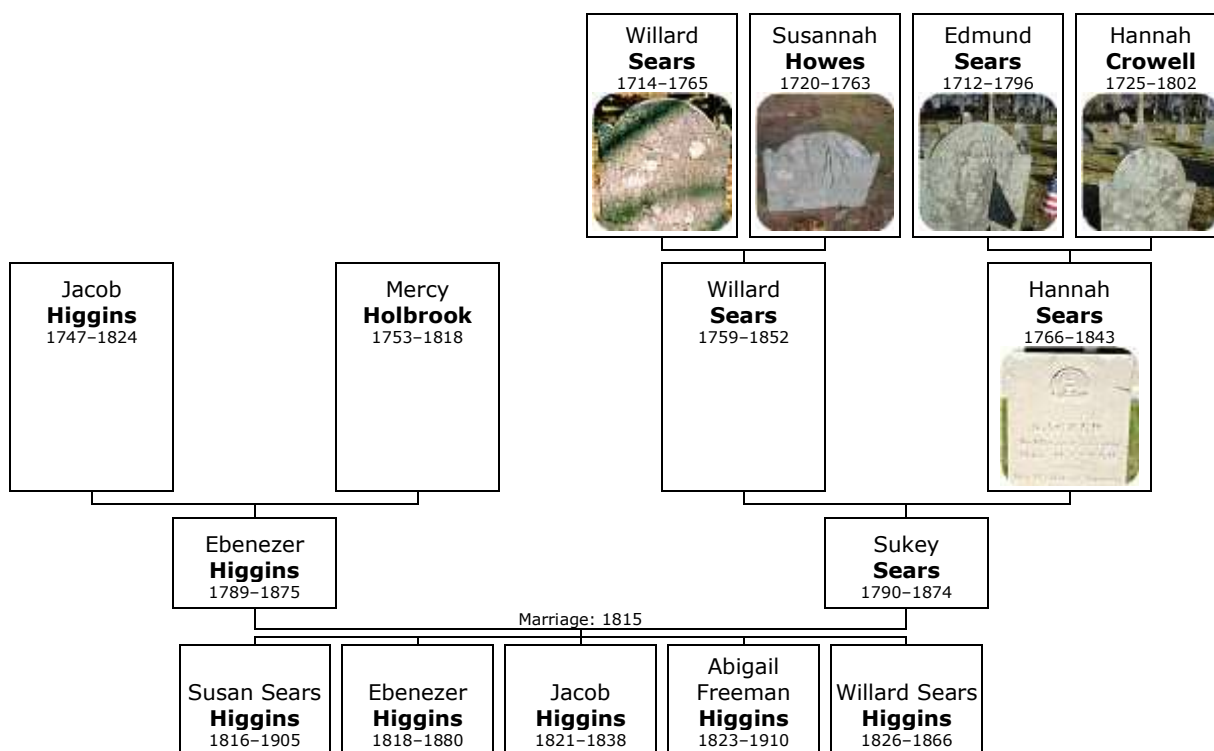 Willard
Sears
1714–1765
Susannah
Howes
1720–1763
Edmund
Sears
1712–1796
Hannah
Crowell
1725–1802
Jacob
Higgins
1747–1824
Mercy
Holbrook
1753–1818
Willard
Sears
1759–1852
Hannah
Sears
1766–1843
Ebenezer
Higgins
1789–1875
Sukey
Sears
1790–1874
Marriage: 1815
Susan Sears
Higgins
1816–1905
Ebenezer
Higgins
1818–1880
Jacob
Higgins
1821–1838
Abigail
Freeman
Higgins
1823–1910
Willard Sears
Higgins
1826–1866